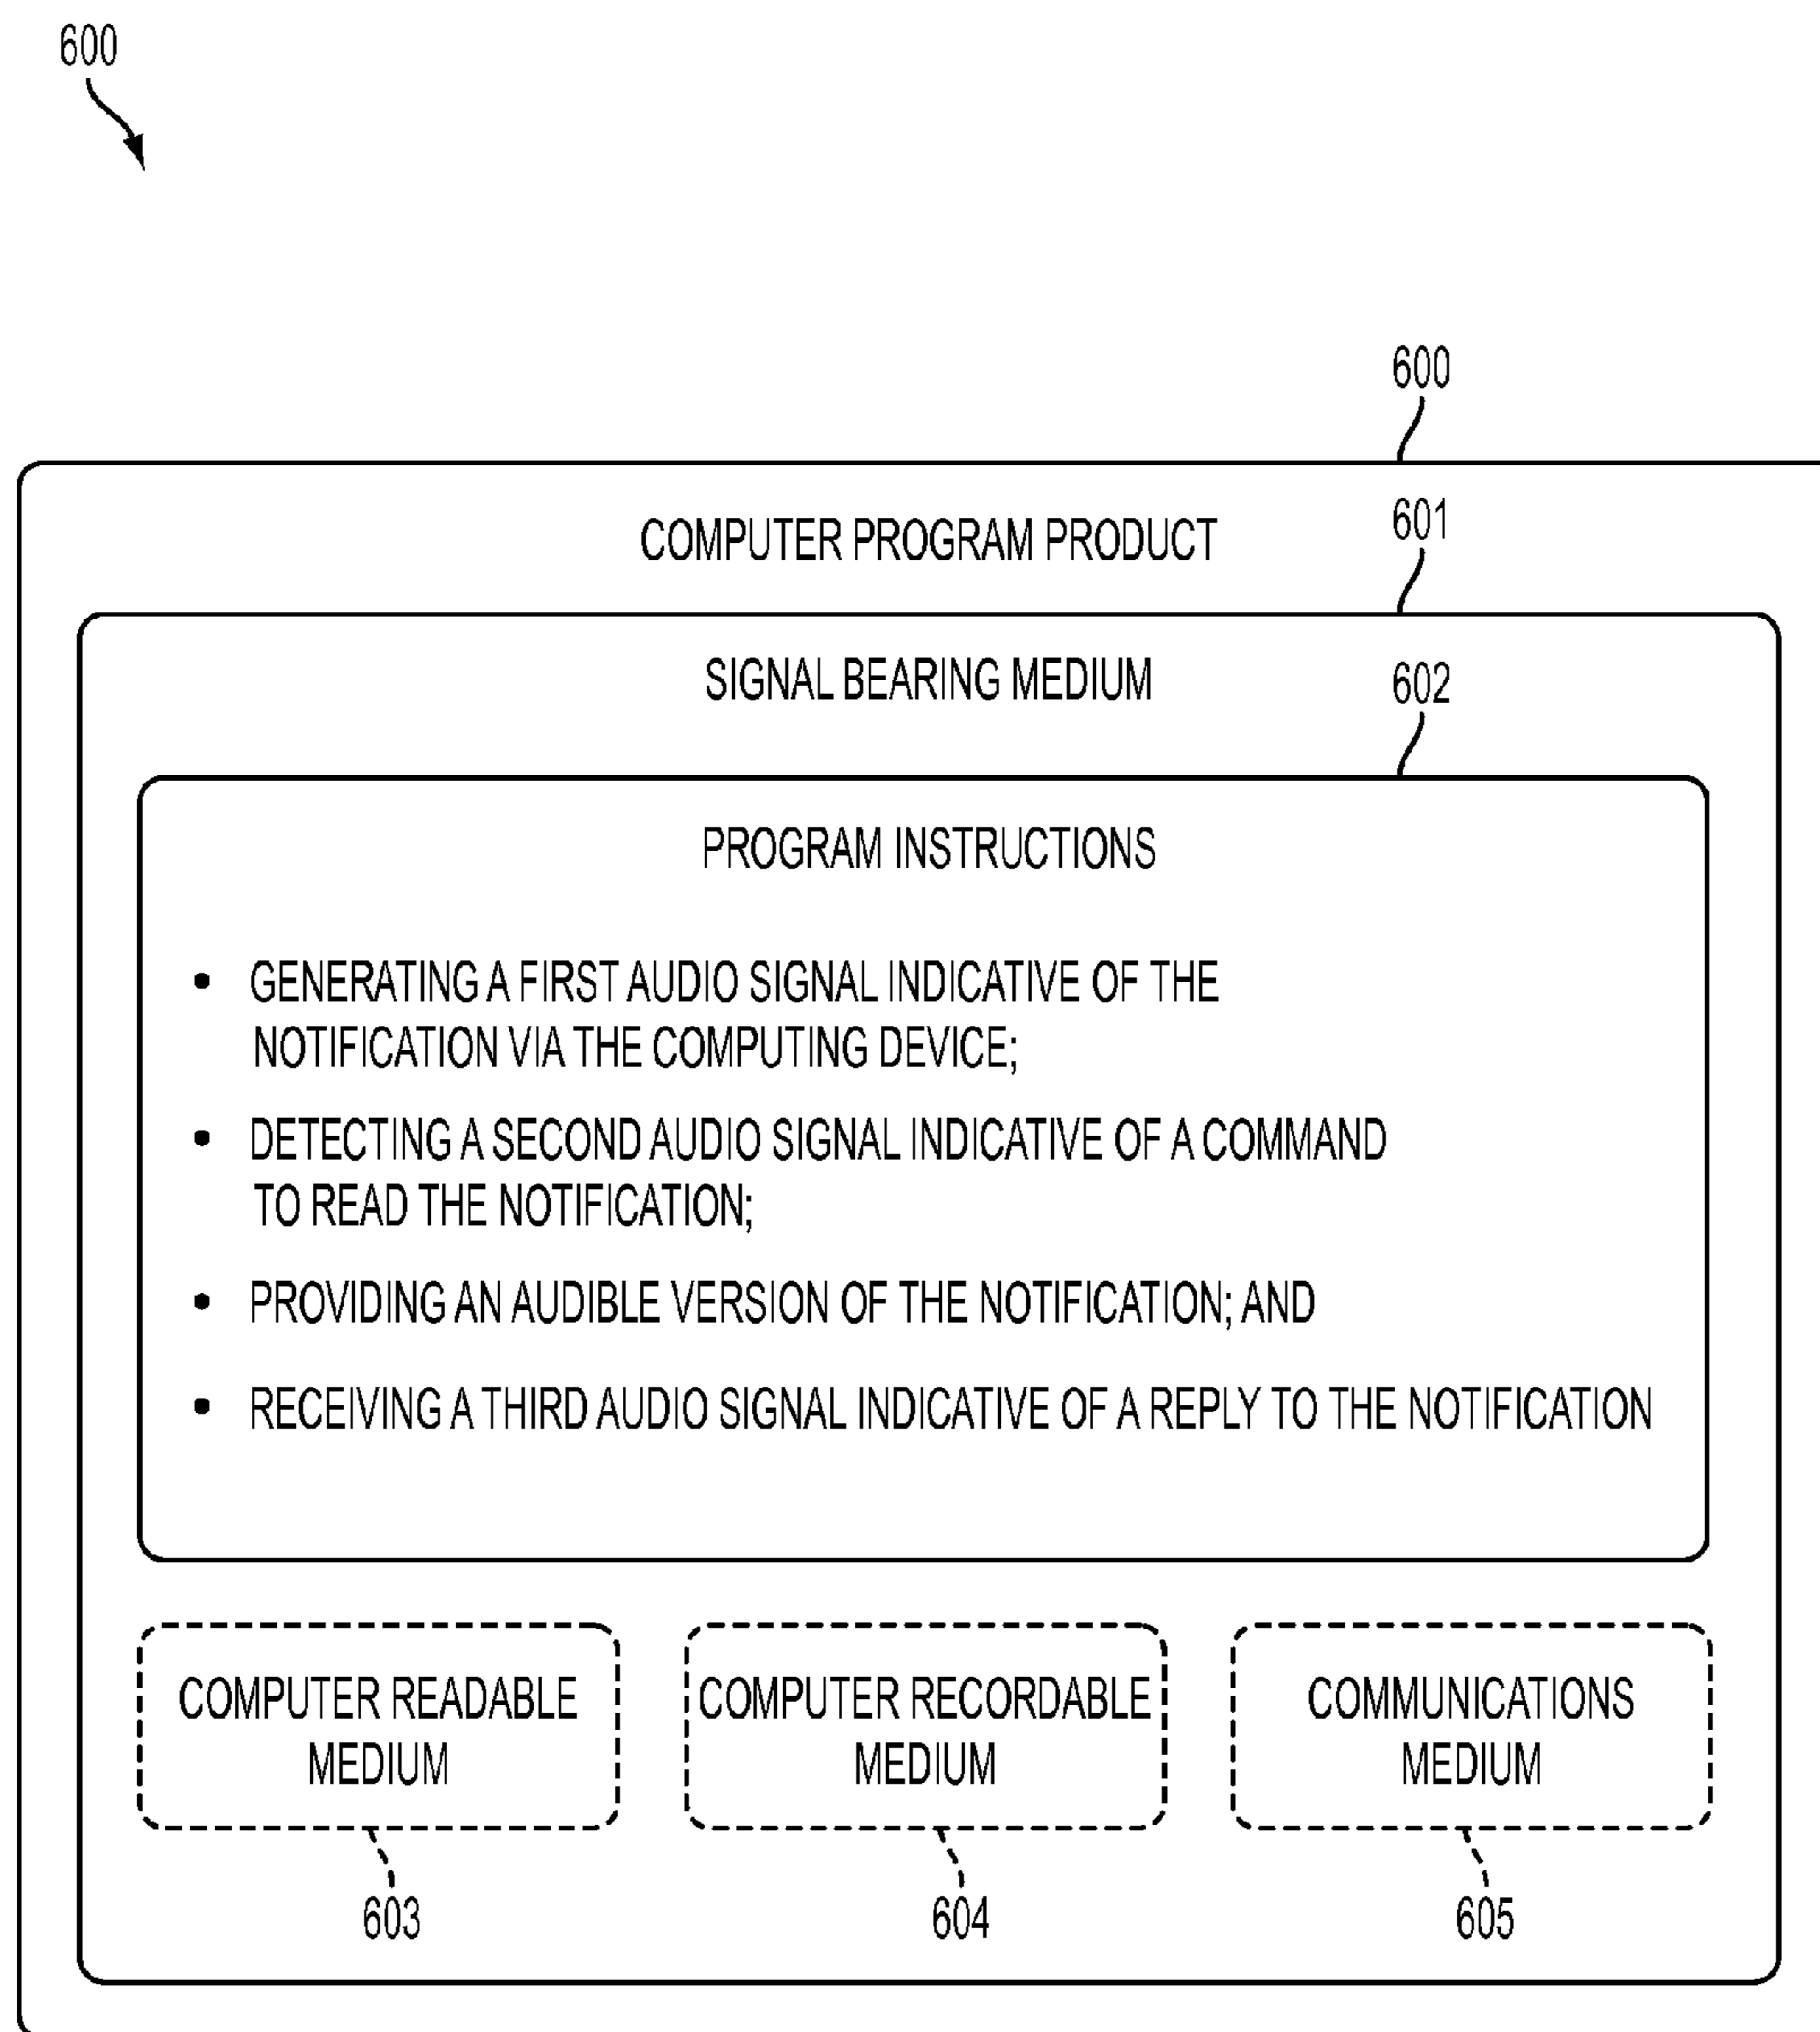 600
600
COMPUTER PROGRAM PRODUCT
601
SIGNAL BEARING MEDIUM
602
PROGRAM INSTRUCTIONS
• GENERATING A FIRST AUDIO SIGNAL INDICATIVE OF THE
NOTIFICATION VIA THE COMPUTING DEVICE;
• DETECTING A SECOND AUDIO SIGNAL INDICATIVE OF A COMMAND
TO READ THE NOTIFICATION;
• PROVIDING AN AUDIBLE VERSION OF THE NOTIFICATION; AND
• RECEIVING A THIRD AUDIO SIGNAL INDICATIVE OF A REPLY TO THE NOTIFICATION
COMPUTER READABLE
MEDIUM
COMPUTER RECORDABLE
MEDIUM
COMMUNICATIONS
MEDIUM
603
604
605